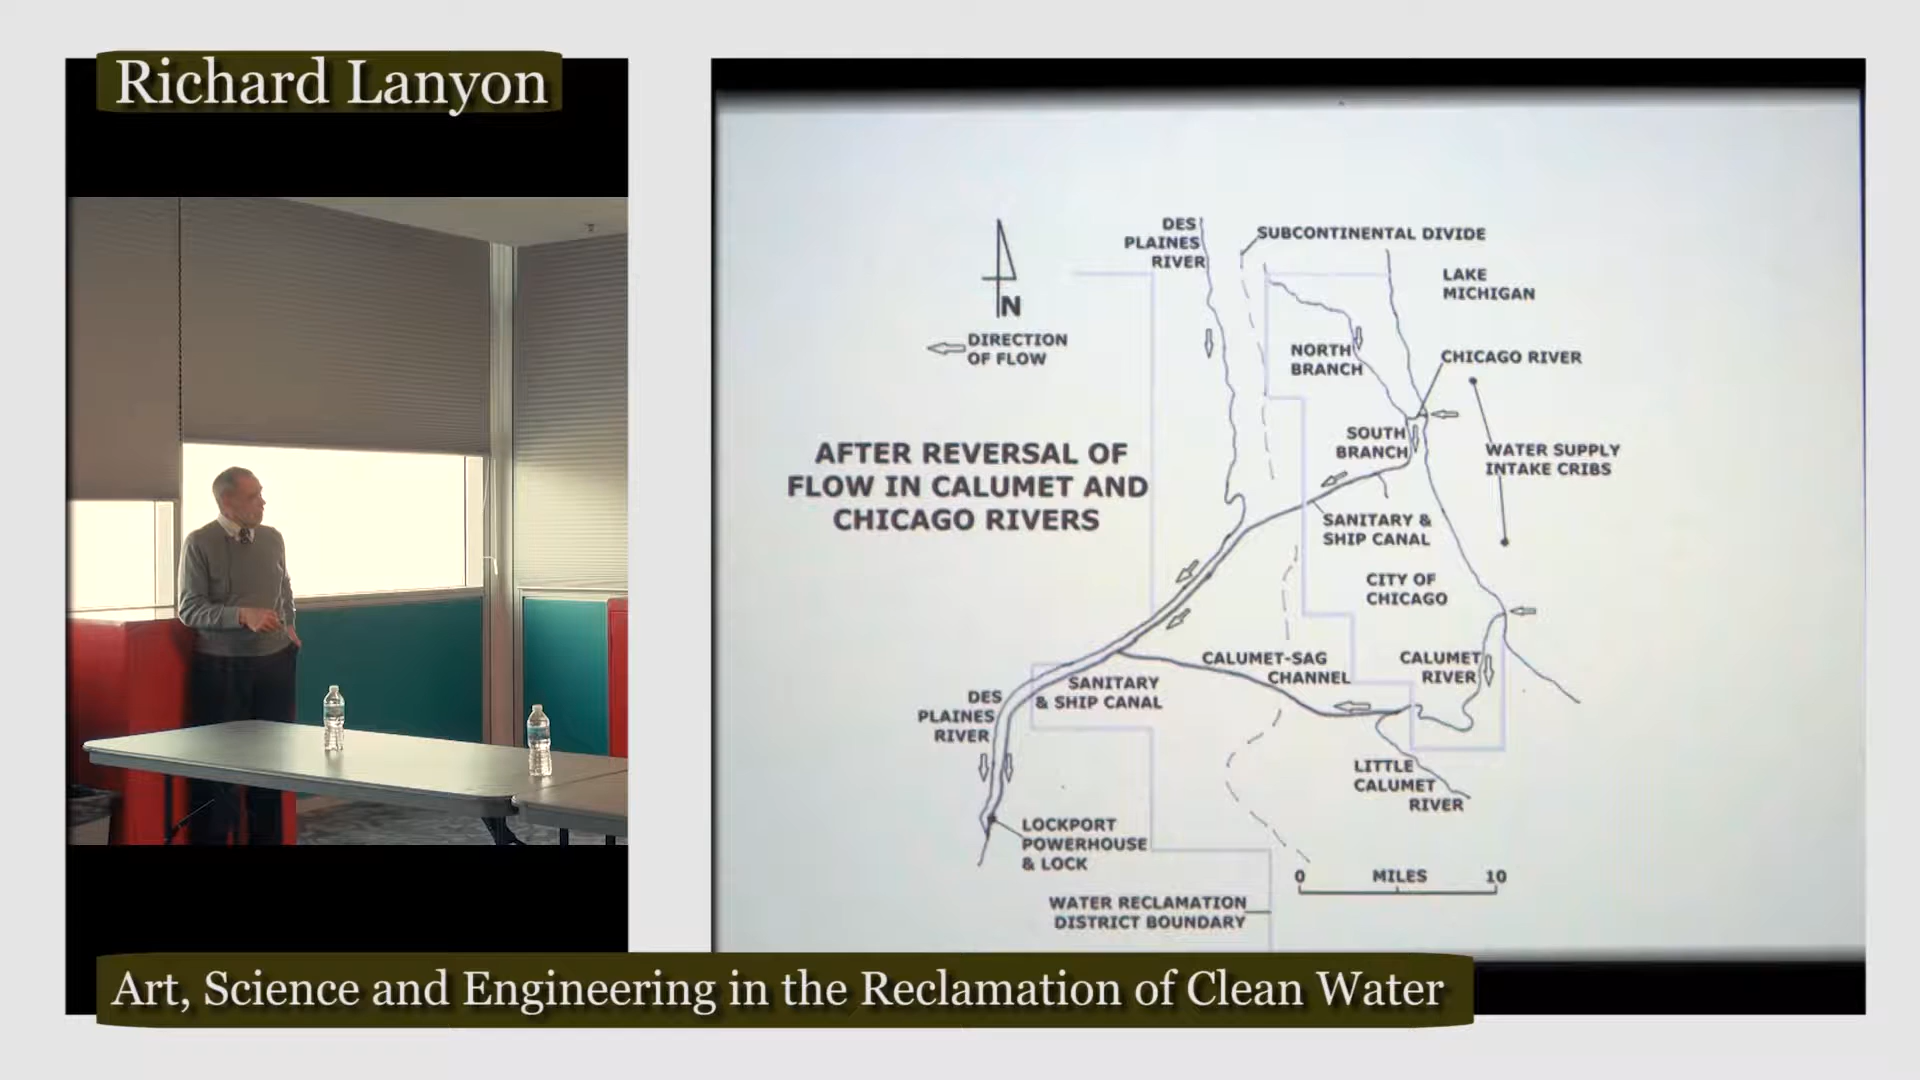 Richard Lanyon
DES
PLAINES
RIVER
SUBCONTINENTAL DIVIDE
LAKE
MICHIGAN
N
DIRECTION
OF FLOW
NORTH
BRANCH
CHICAGO RIVER
AFTER REVERSAL OF
FLOW IN CALUMET AND
CHICAGO RIVERS
SOUTH
BRANCH
WATER SUPPLY
INTAKE CRIBS
SANITARY &
SHIP CANAL
CITY OF
CHICAGO
CALUMET-SAG
CHANNEL
CALUMET
RIVER
SANITARY
& SHIP CANAL
DES
PLAINES
RIVER
LITTLE
CALUMET
RIVER
LOCKPORT
POWERHOUSE
& LOCK
0 MILES 10
WATER RECLAMATION
DISTRICT BOUNDARY
Art, Science and Engineering in the Reclamation of Clean Water